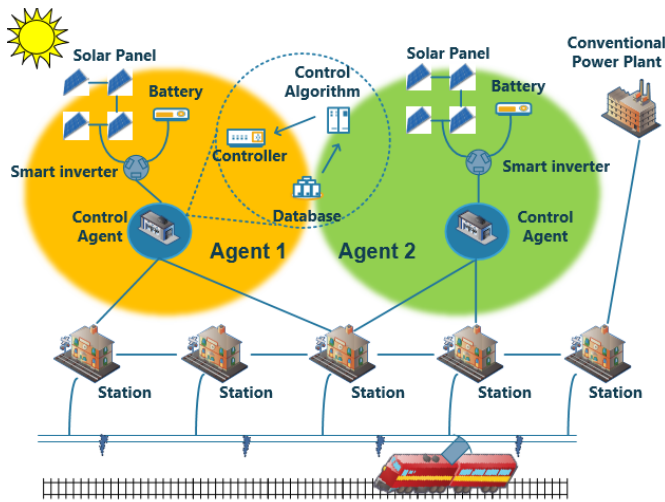 Solar Panel
Battery
Smart inverter
Control
Agent
Agent 1
Control
Algorithm
Controller
Database
Solar Panel
Battery
Smart inverter
Control
Agent
Agent 2
Conventional
Power Plant
Station
Station
Station
Station
Station